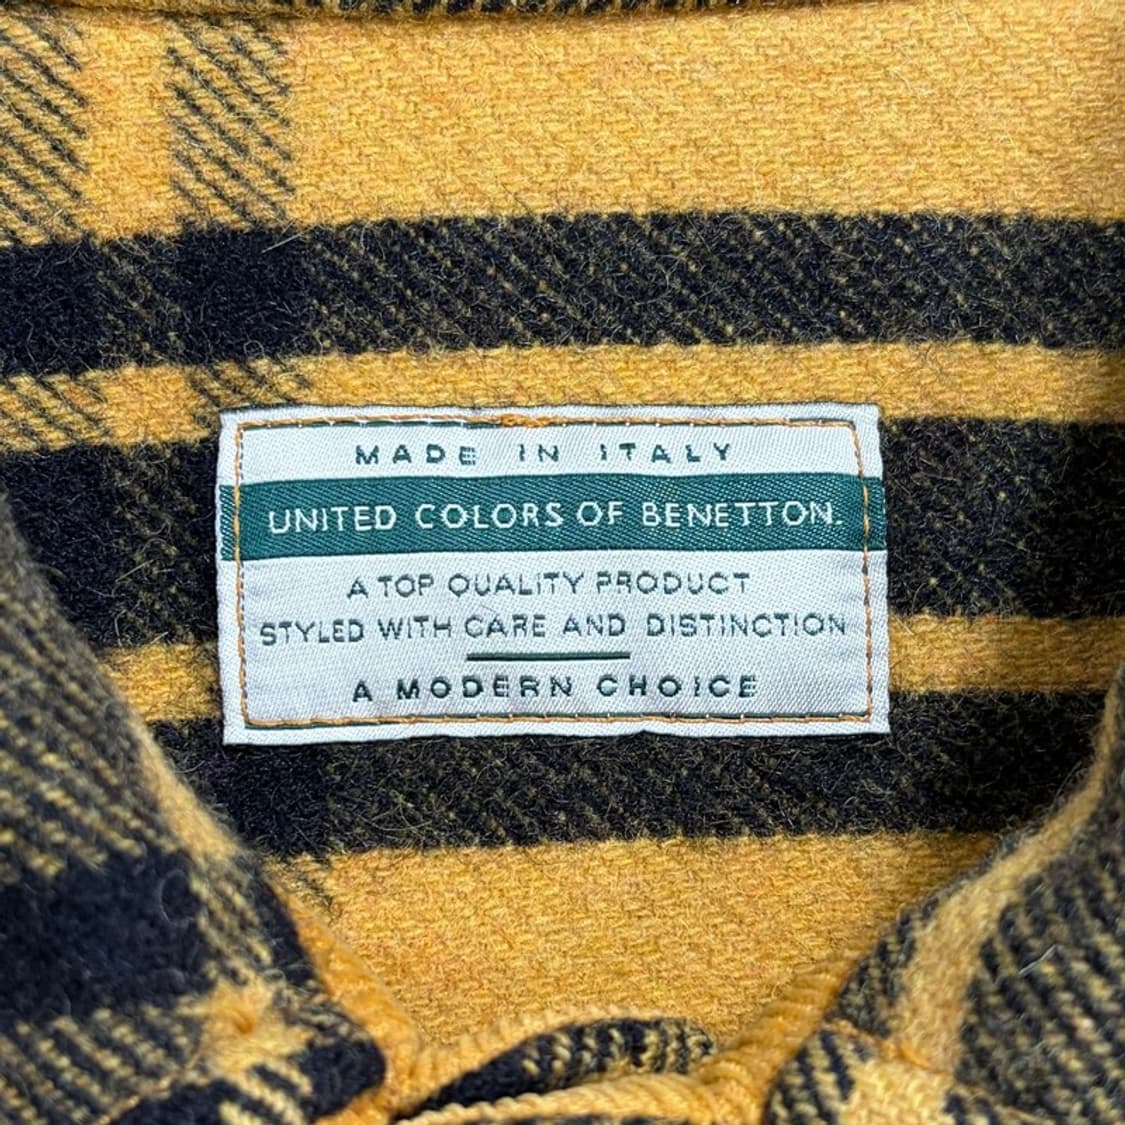 MADE IN ITALY
UNITED COLORS OF BENETTON.
A TOP QUALITY PRODUCT
STYLED WITH CARE AND DISTINCTION
A MODERN CHOICE